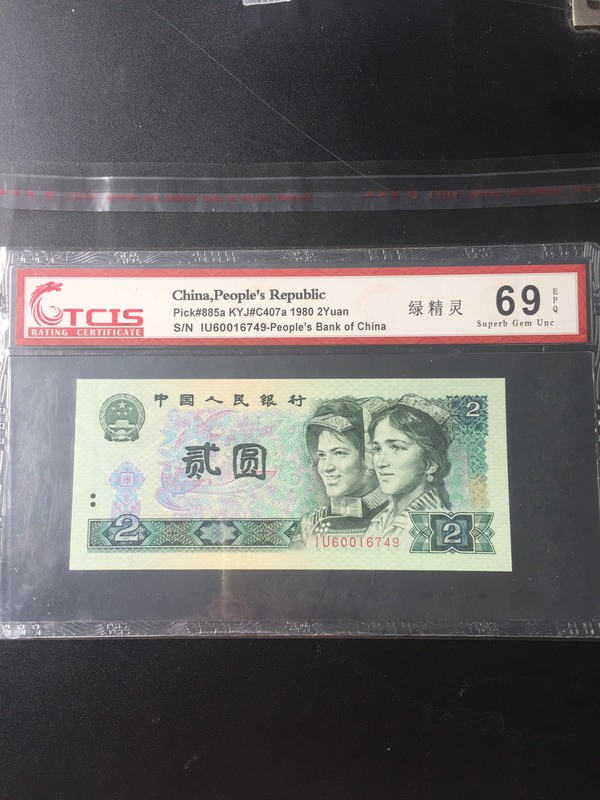 TCIS
RATING CERTIFICATE
China,People's Republic
Pick#885a KYJ#C407a 1980 2Yuan
S/N IU60016749-People's Bank of China
绿精灵
69
EPQ
Superb Gem Unc
中国人民银行
2
贰圆
2
IU60016749
2